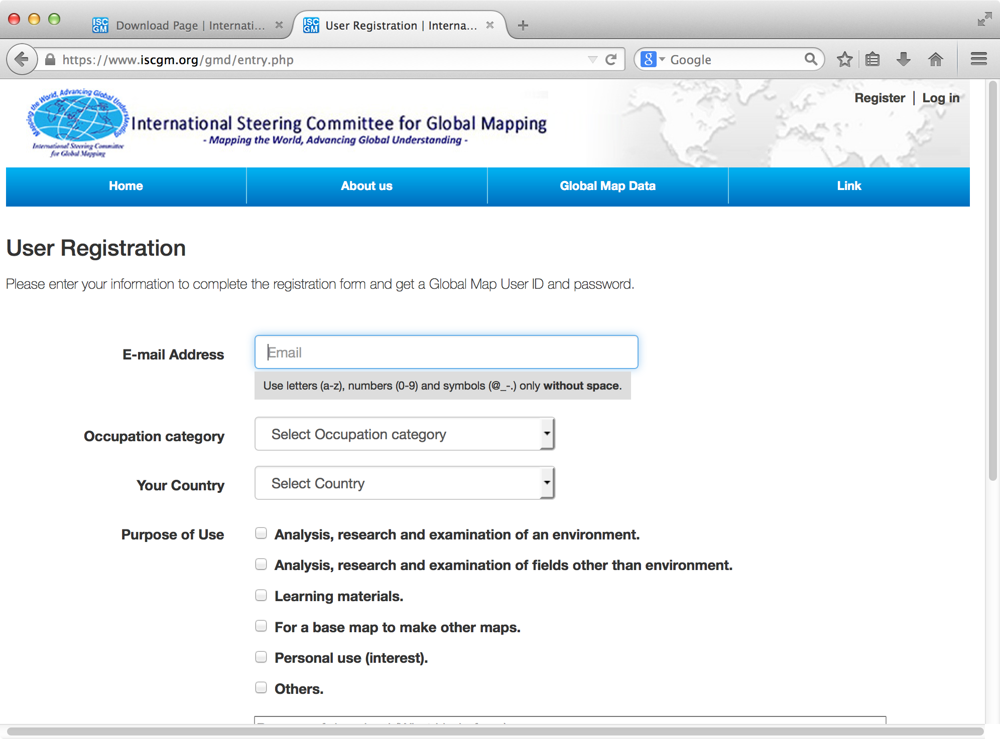 Download Page | Internati...
User Registration | Interna...
https://www.iscgm.org/gmd/entry.php
Google
Register | Log in
Mapping the World, Advancing Global Understanding
International Steering Committee
for Global Mapping
International Steering Committee for Global Mapping
- Mapping the World, Advancing Global Understanding -
Home
About us
Global Map Data
Link
User Registration
Please enter your information to complete the registration form and get a Global Map User ID and password.
E-mail Address
Email
Use letters (a-z), numbers (0-9) and symbols (@_-.) only without space.
Occupation category
Select Occupation category
Your Country
Select Country
Purpose of Use
Analysis, research and examination of an environment.
Analysis, research and examination of fields other than environment.
Learning materials.
For a base map to make other maps.
Personal use (interest).
Others.